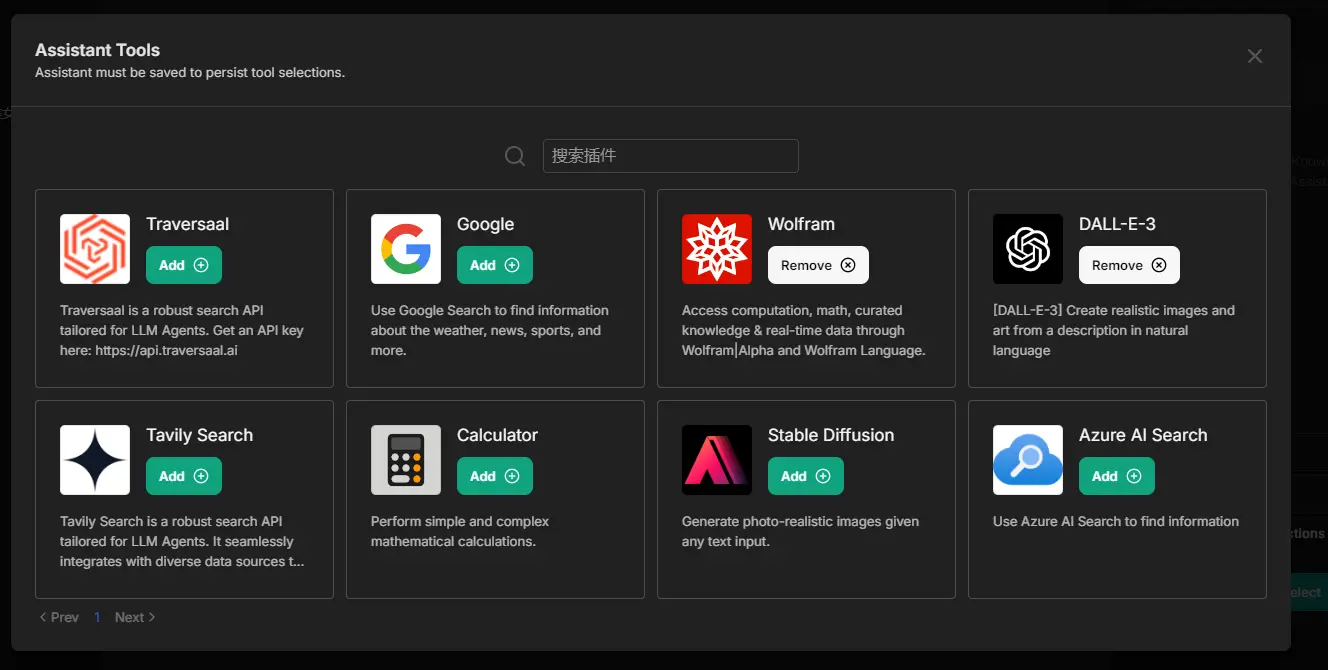 Assistant Tools
Assistant must be saved to persist tool selections.
搜索插件
Traversaal
Add
Traversaal is a robust search API
tailored for LLM Agents. Get an API key
here: https://api.traversaal.ai
Google
Add
Use Google Search to find information
about the weather, news, sports, and
more.
Wolfram
Remove
Access computation, math, curated
knowledge & real-time data through
Wolfram|Alpha and Wolfram Language.
DALL-E-3
Remove
[DALL-E-3] Create realistic images and
art from a description in natural
language
Tavily Search
Add
Tavily Search is a robust search API
tailored for LLM Agents. It seamlessly
integrates with diverse data sources t...
Calculator
Add
Perform simple and complex
mathematical calculations.
Stable Diffusion
Add
Generate photo-realistic images given
any text input.
Azure AI Search
Add
Use Azure AI Search to find information
Prev 1 Next